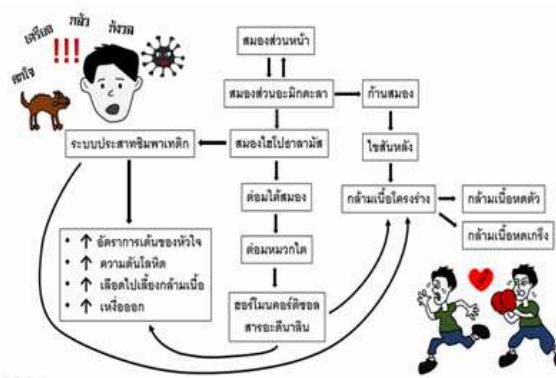 เครียด
กลัว
กังวล
!!!
ตกใจ
สมองส่วนหน้า
สมองส่วนอะมิกดะลา
ก้านสมอง
ระบบประสาทซิมพาเทติก
สมองไฮโปธาลามัส
ไขสันหลัง
ต่อมใต้สมอง
กล้ามเนื้อโครงร่าง
กล้ามเนื้อหดตัว
กล้ามเนื้อหดเกร็ง
• ↑ อัตราการเต้นของหัวใจ
• ↑ ความดันโลหิต
• ↑ เลือดไปเลี้ยงกล้ามเนื้อ
• ↑ เหงื่อออก
ต่อมหมวกไต
ฮอร์โมนคอร์ติซอล
สารอะดีนาลิน